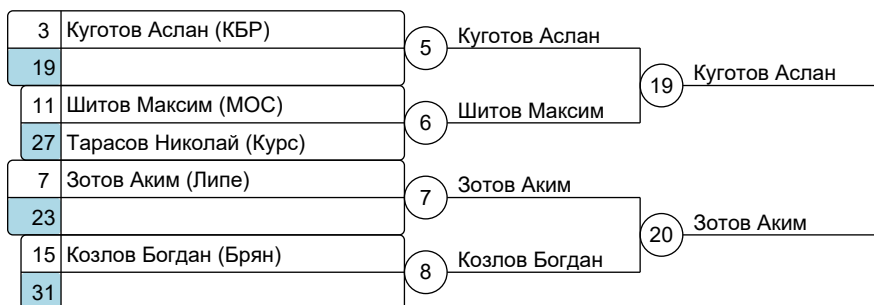 3 Куготов Аслан (КБР)
5 Куготов Аслан
19
19 Куготов Аслан
11 Шитов Максим (МОС)
6 Шитов Максим
27 Тарасов Николай (Курс)
7 Зотов Аким (Липе)
7 Зотов Аким
23
20 Зотов Аким
15 Козлов Богдан (Брян)
8 Козлов Богдан
31